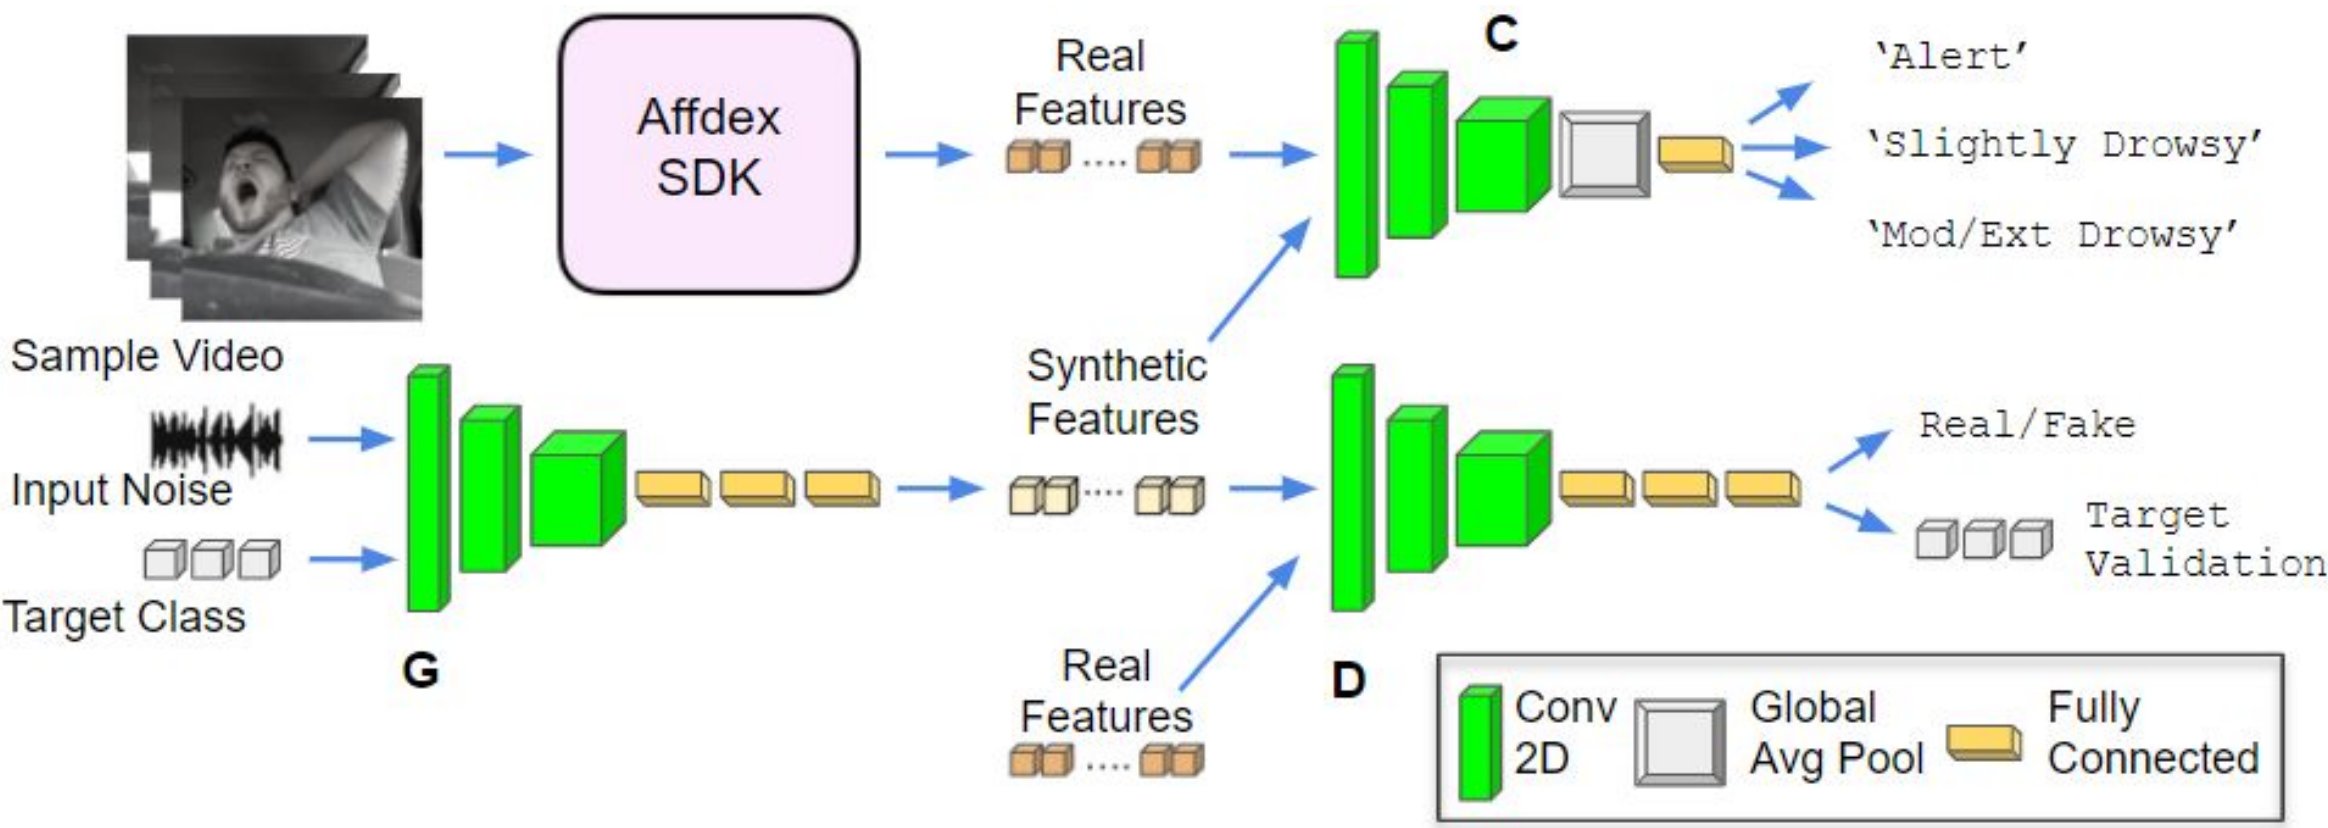 Real
Features
C
Affdex
SDK
‘Alert’
‘Slightly Drowsy’
‘Mod/Ext Drowsy’
Sample Video
Input Noise
Target Class
G
Synthetic
Features
Real/Fake
Target
Validation
Real
Features
D
Conv
2D
Global
Avg Pool
Fully
Connected